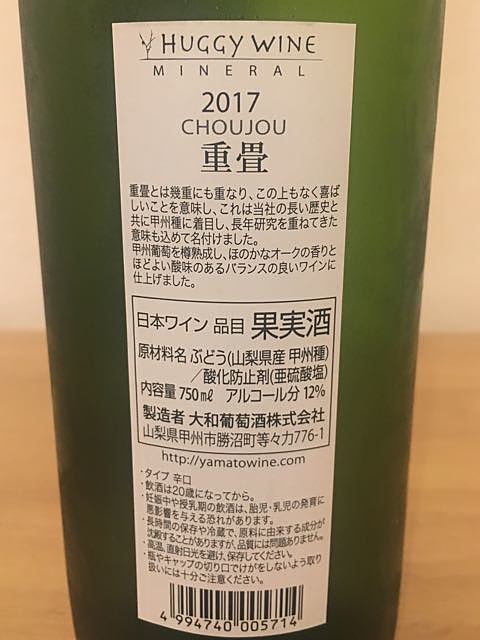 HUGGY WINE
MINERAL
2017
CHOUJOU
重畳
重畳とは幾重にも重なり、この上もなく喜ば
しいことを意味し、これは当社の長い歴史と
共に甲州種に着目し、長年研究を重ねてきた
意味も込めて名付けました。
甲州葡萄を樽熟成し、ほのかなオークの香りと
ほどよい酸味のあるバランスの良いワインに
仕上げました。
日本ワイン 品目 果実酒
原材料名 ぶどう(山梨県産 甲州種)
/酸化防止剤(亜硫酸塩)
内容量 750㎖ アルコール分 12%
製造者 大和葡萄酒株式会社
山梨県甲州市勝沼町等々力776-1
http://yamatowine.com
・タイプ 辛口
・飲酒は20歳になってから。
・妊娠中や授乳期の飲酒は、胎児・乳児の発育に
悪影響を与える恐れがあります。
・長時間の保存や冷蔵で、原料に由来する成分が
沈殿することがありますが、品質には問題ありません。
・高温、直射日光を避け、保存してください。
・瓶やキャップの切り口でけがをしないよう取り
扱いには十分ご注意ください。
4 994740 005714